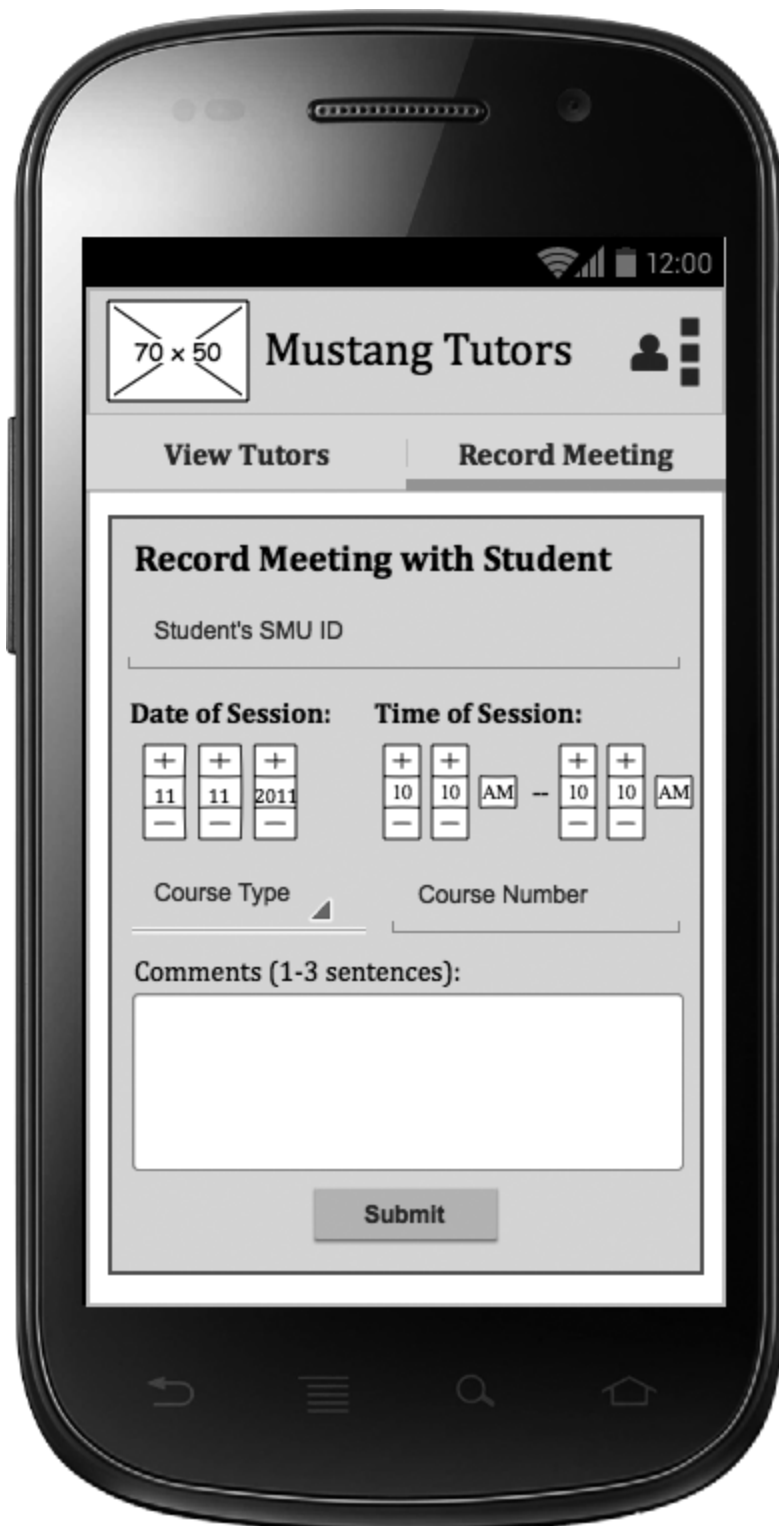 12:00
70 x 50
Mustang Tutors
View Tutors
Record Meeting
Record Meeting with Student
Student's SMU ID
Date of Session: Time of Session:
+ + + + + + +
11 11 2011 10 10 AM -- 10 10 AM
— — — — — — —
Course Type Course Number
Comments (1-3 sentences):
Submit